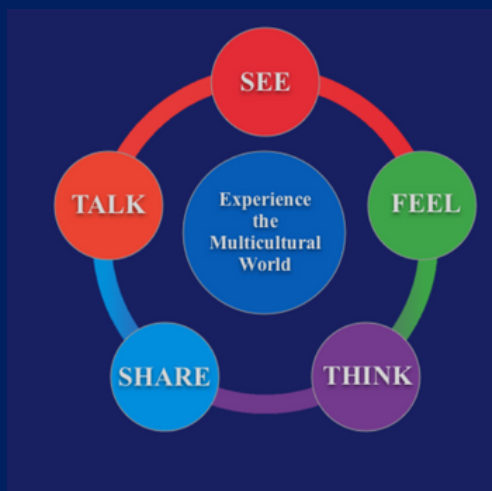 SEE
FEEL
THINK
SHARE
TALK
Experience
the
Multicultural
World